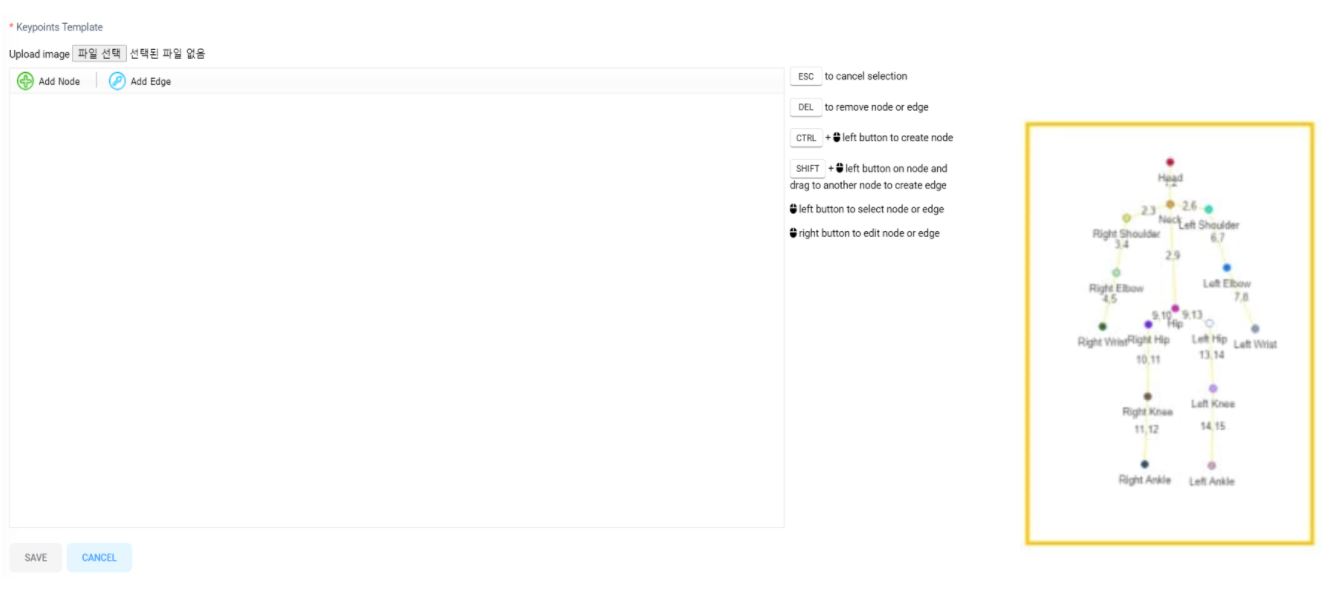 * Keypoints Template
Upload image 파일 선택 선택된 파일 없음
Add Node Add Edge
ESC to cancel selection
DEL to remove node or edge
CTRL + left button to create node
SHIFT + left button on node and
drag to another node to create edge
left button to select node or edge
right button to edit node or edge
Head
1,2
2,3 2,6
Neck
Right Shoulder Left Shoulder
3,4 6,7
2,9
Right Elbow Left Elbow
4,5 7,8
9,10 9,13
Hip
Right Wrist Right Hip Left Hip Left Wrist
10,11 13,14
Right Knee Left Knee
11,12 14,15
Right Ankle Left Ankle
SAVE CANCEL